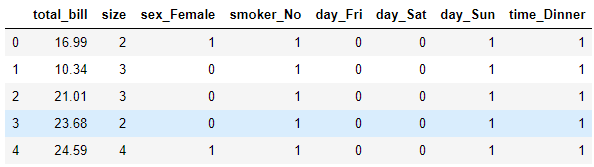 total_bill size sex_Female smoker_No day_Fri day_Sat day_Sun time_Dinner
0 16.99 2 1 1 0 0 1 1
1 10.34 3 0 1 0 0 1 1
2 21.01 3 0 1 0 0 1 1
3 23.68 2 0 1 0 0 1 1
4 24.59 4 1 1 0 0 1 1